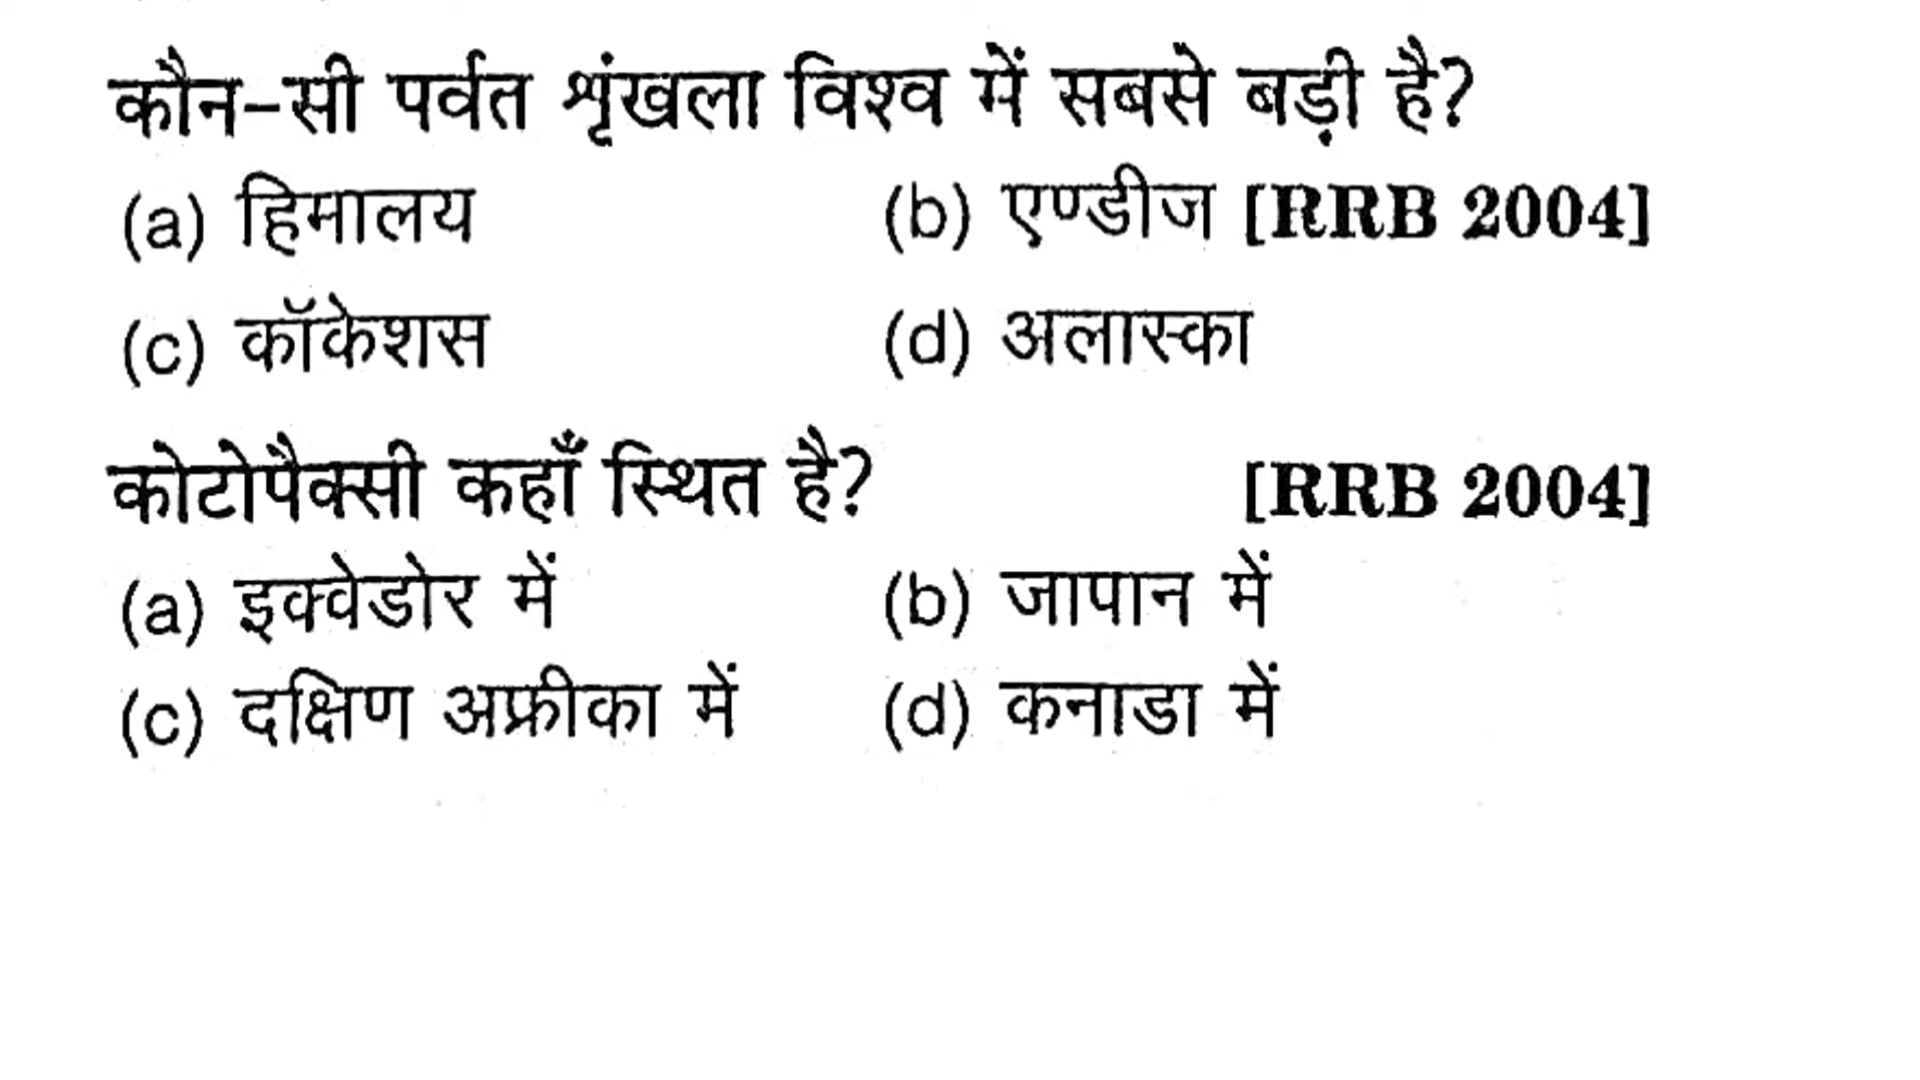 कौन-सी पर्वत शृंखला विश्व में सबसे बड़ी है?
(a) हिमालय (b) एण्डीज [RRB 2004]
(c) कॉकेशस (d) अलास्का
कोटोपैक्सी कहाँ स्थित है? [RRB 2004]
(a) इक्वेडोर में (b) जापान में
(c) दक्षिण अफ्रीका में (d) कनाडा में